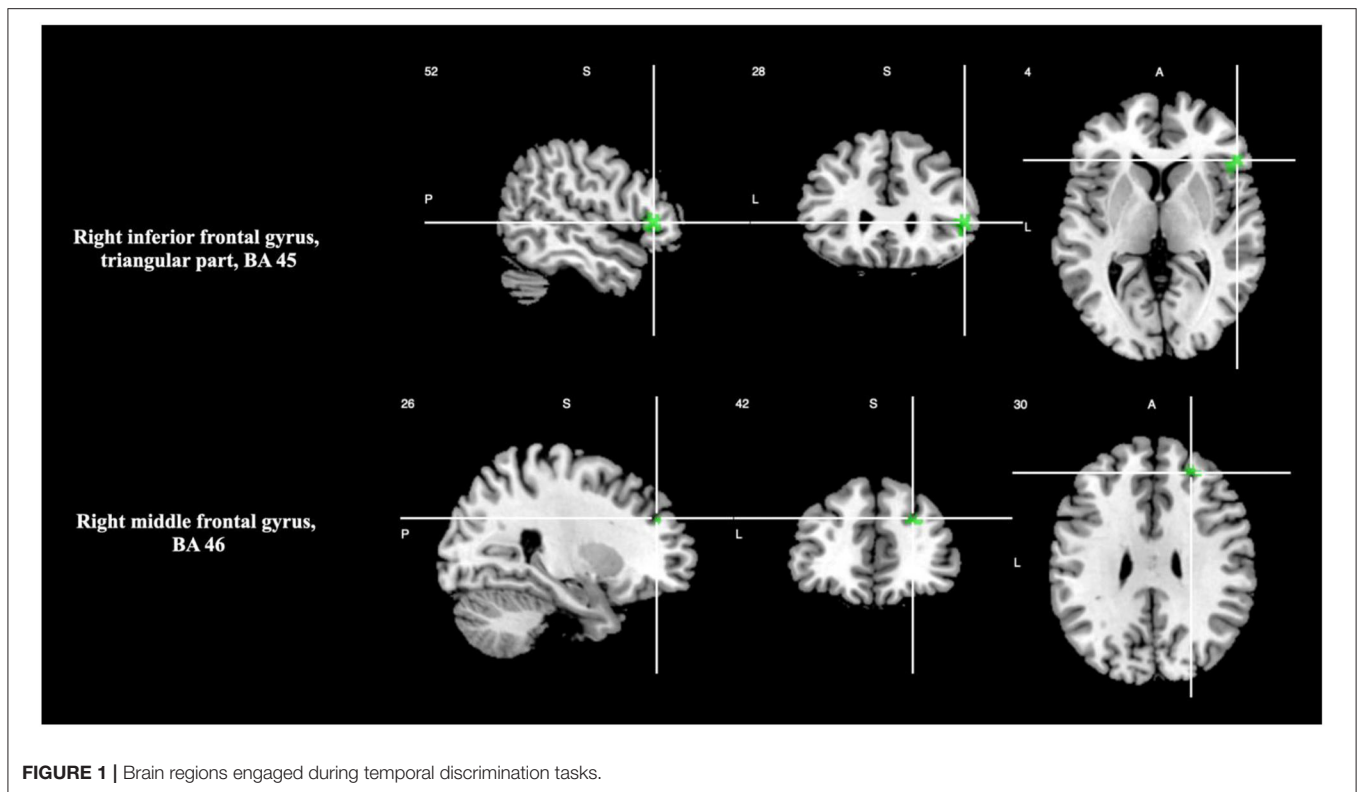 52
S
28
S
4
A
P
L
L
Right inferior frontal gyrus,
triangular part, BA 45
26
S
42
S
30
A
P
L
L
Right middle frontal gyrus,
BA 46
FIGURE 1 | Brain regions engaged during temporal discrimination tasks.